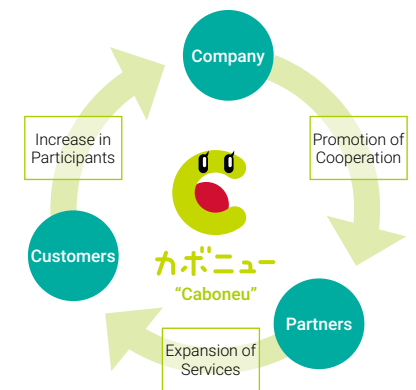 Company
Increase in
Participants
Promotion of
Cooperation
Customers
カボニュー
“Caboneu”
Partners
Expansion of
Services